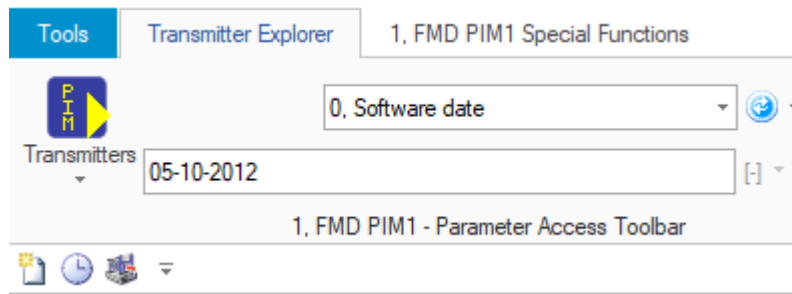 Tools Transmitter Explorer 1, FMD PIM1 Special Functions
PIM
0, Software date
Transmitters
05-10-2012 [-]
1, FMD PIM1 - Parameter Access Toolbar